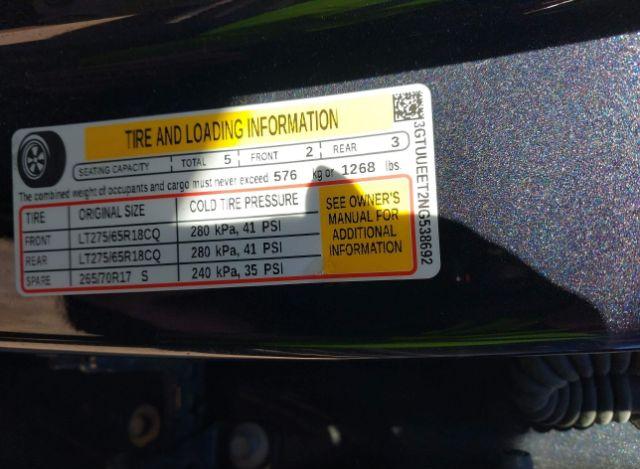 TIRE AND LOADING INFORMATION
SEATING CAPACITY TOTAL 5 FRONT 2 REAR 3
The combined weight of occupants and cargo must never exceed 576 kg or 1268 lbs
TIRE ORIGINAL SIZE COLD TIRE PRESSURE
FRONT LT275/65R18CQ 280 kPa, 41 PSI
REAR LT275/65R18CQ 280 kPa, 41 PSI
SPARE 265/70R17 S 240 kPa, 35 PSI
SEE OWNER'S
MANUAL FOR
ADDITIONAL
INFORMATION
3GTUUEET2NG538692